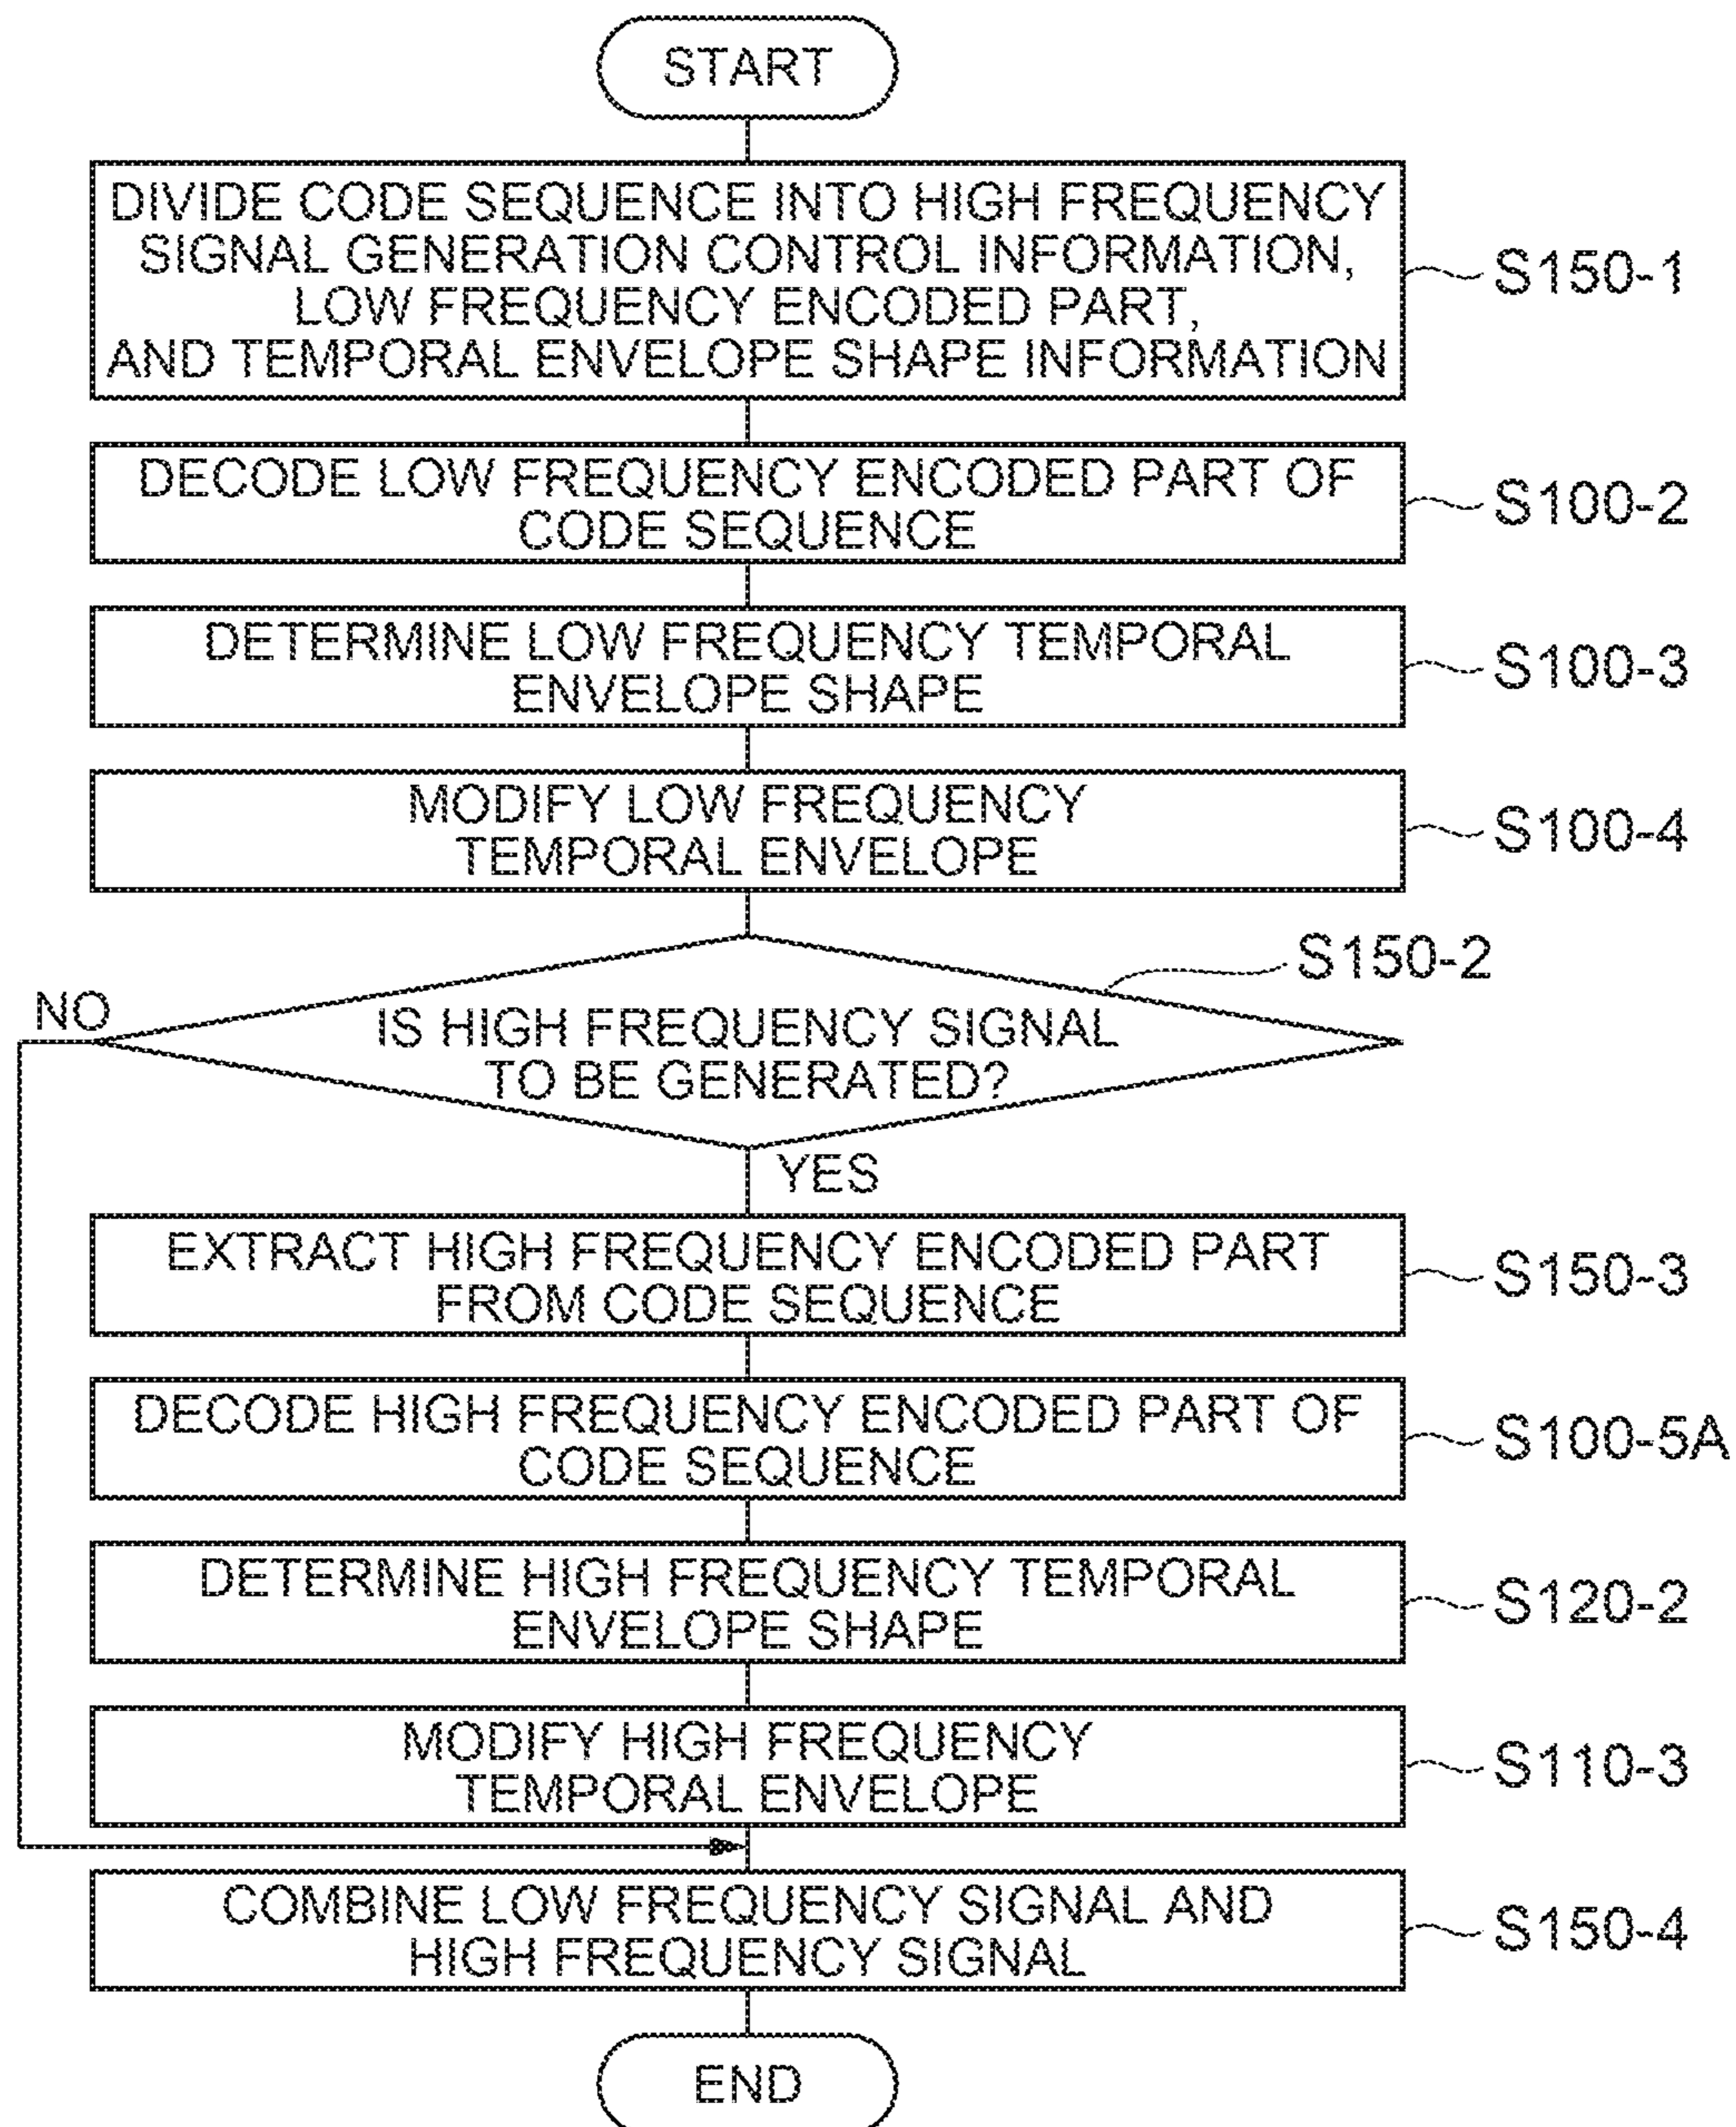 START
DIVIDE CODE SEQUENCE INTO HIGH FREQUENCY
SIGNAL GENERATION CONTROL INFORMATION,
LOW FREQUENCY ENCODED PART,
AND TEMPORAL ENVELOPE SHAPE INFORMATION
S150-1
DECODE LOW FREQUENCY ENCODED PART OF
CODE SEQUENCE
S100-2
DETERMINE LOW FREQUENCY TEMPORAL
ENVELOPE SHAPE
S100-3
MODIFY LOW FREQUENCY
TEMPORAL ENVELOPE
S100-4
S150-2
NO
IS HIGH FREQUENCY SIGNAL
TO BE GENERATED?
YES
EXTRACT HIGH FREQUENCY ENCODED PART
FROM CODE SEQUENCE
S150-3
DECODE HIGH FREQUENCY ENCODED PART OF
CODE SEQUENCE
S100-5A
DETERMINE HIGH FREQUENCY TEMPORAL
ENVELOPE SHAPE
S120-2
MODIFY HIGH FREQUENCY
TEMPORAL ENVELOPE
S110-3
COMBINE LOW FREQUENCY SIGNAL AND
HIGH FREQUENCY SIGNAL
S150-4
END